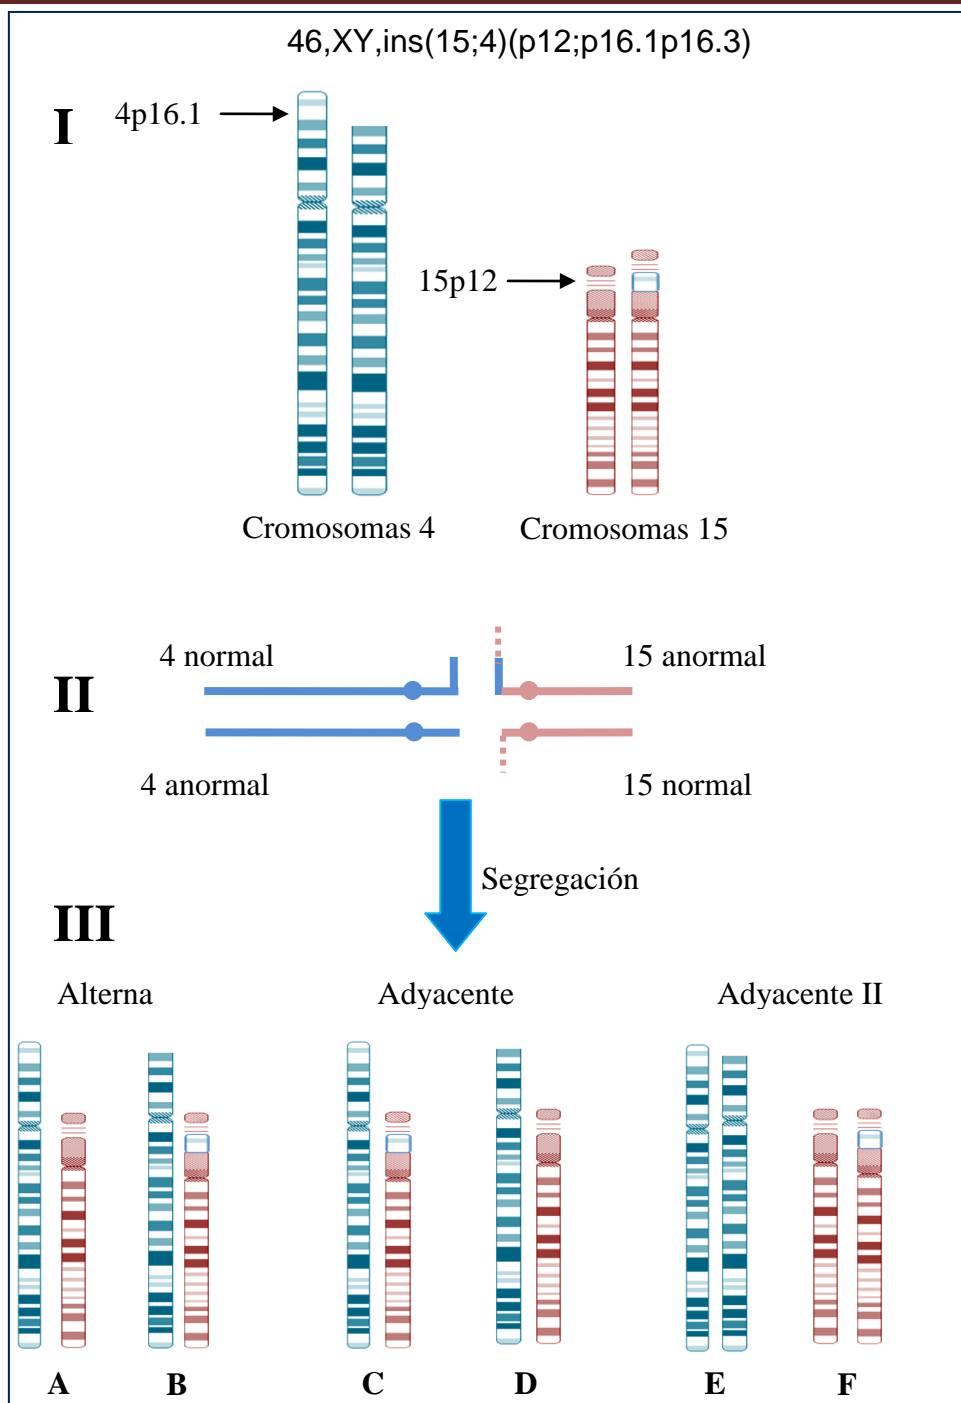 46,XY,ins(15;4)(p12;p16.1p16.3)
I
4p16.1
15p12
Cromosomas 4
Cromosomas 15
II
4 normal
15 anormal
4 anormal
15 normal
Segregación
III
Alterna
Adyacente
Adyacente II
A
B
C
D
E
F